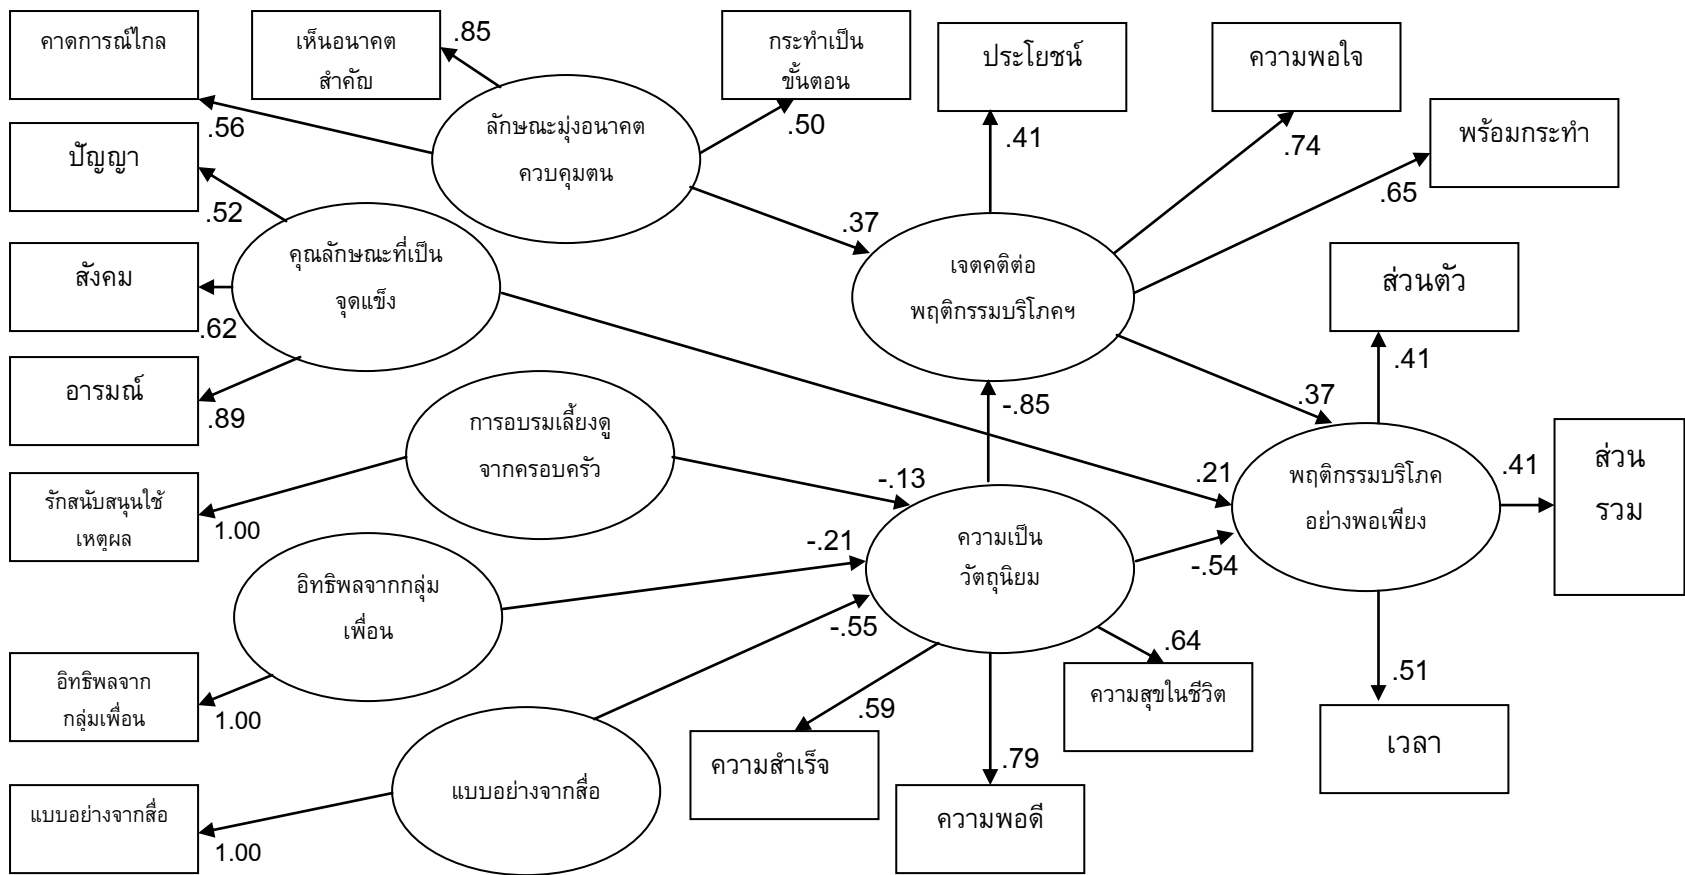 คาดการณ์ไกล
เห็นอนาคต
สำคัญ
.85
กระทำเป็น
ขั้นตอน
ประโยชน์
ความพอใจ
.56
ลักษณะมุ่งอนาคต
ควบคุมตน
.50
.41
.74
พร้อมกระทำ
ปัญญา
.52
.37
.65
สังคม
.62
คุณลักษณะที่เป็น
จุดแข็ง
เจตคติต่อ
พฤติกรรมบริโภคฯ
ส่วนตัว
.41
อารมณ์
.89
การอบรมเลี้ยงดู
จากครอบครัว
-.85
.37
-.13
.21
พฤติกรรมบริโภค
อย่างพอเพียง
.41
ส่วน
รวม
รักสนับสนุนใช้
เหตุผล
1.00
-.21
ความเป็น
วัตถุนิยม
-.54
อิทธิพลจากกลุ่ม
เพื่อน
-.55
.64
.51
อิทธิพลจาก
กลุ่มเพื่อน
1.00
.59
ความสุขในชีวิต
เวลา
แบบอย่างจากสื่อ
ความสำเร็จ
.79
ความพอดี
แบบอย่างจากสื่อ
1.00